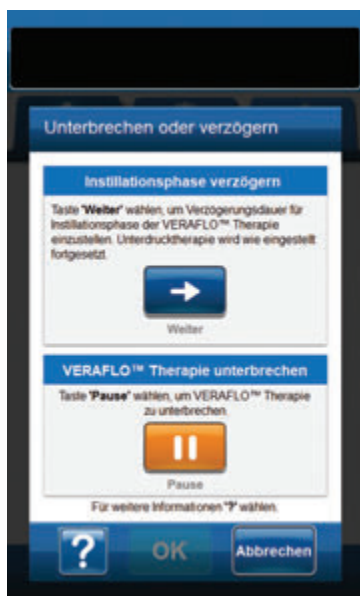 Unterbrechen oder verzögern
Instillationsphase verzögern
Taste "Weiter" wählen, um Verzögerungsdauer für
Instillationsphase der VERAFLO™ Therapie
einzustellen. Unterdrucktherapie wird wie eingestellt
fortgesetzt.
Weiter
VERAFLO™ Therapie unterbrechen
Taste "Pause" wählen, um VERAFLO™ Therapie
zu unterbrechen.
Pause
Für weitere Informationen "?" wählen.
? OK Abbrechen